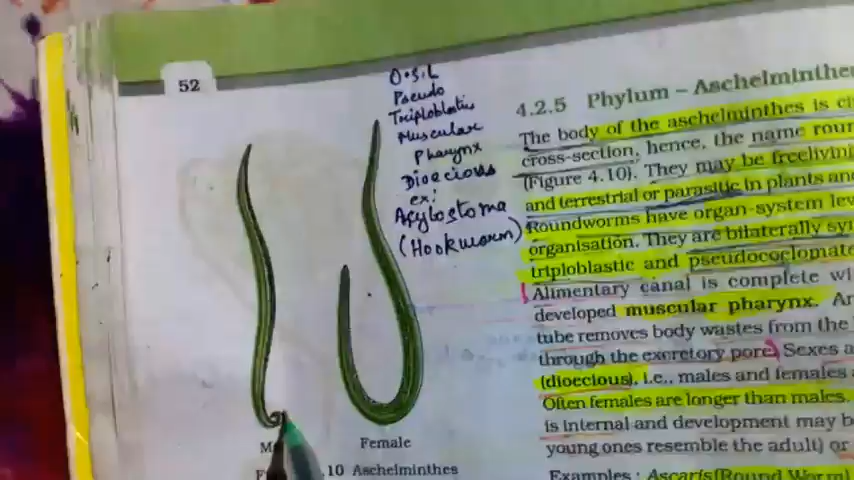 52
O.S.L
Pseudo
Triploblastic
Muscular
Pharynx
Dioecious
ex:
(Hookworm)
Female
.10 Aschelminthes
4.2.5 Phylum – Aschelminthe
The body of the aschelminthes is ci
cross-section, hence, the name roun
(Figure 4.10). They may be freeliving
and terrestrial or parasitic in plants and
Roundworms have organ-system lev
organisation. They are bilaterally sy
triploblastic and pseudocoelomate
Alimentary canal is complete wi
developed muscular pharynx. An
tube removes body wastes from the
through the excretory pore. Sexes a
(dioecious), i.e., males and females
Often females are longer than males.
is internal and development may b
young ones resemble the adult) or
Examples : Ascaris (Round Worm)